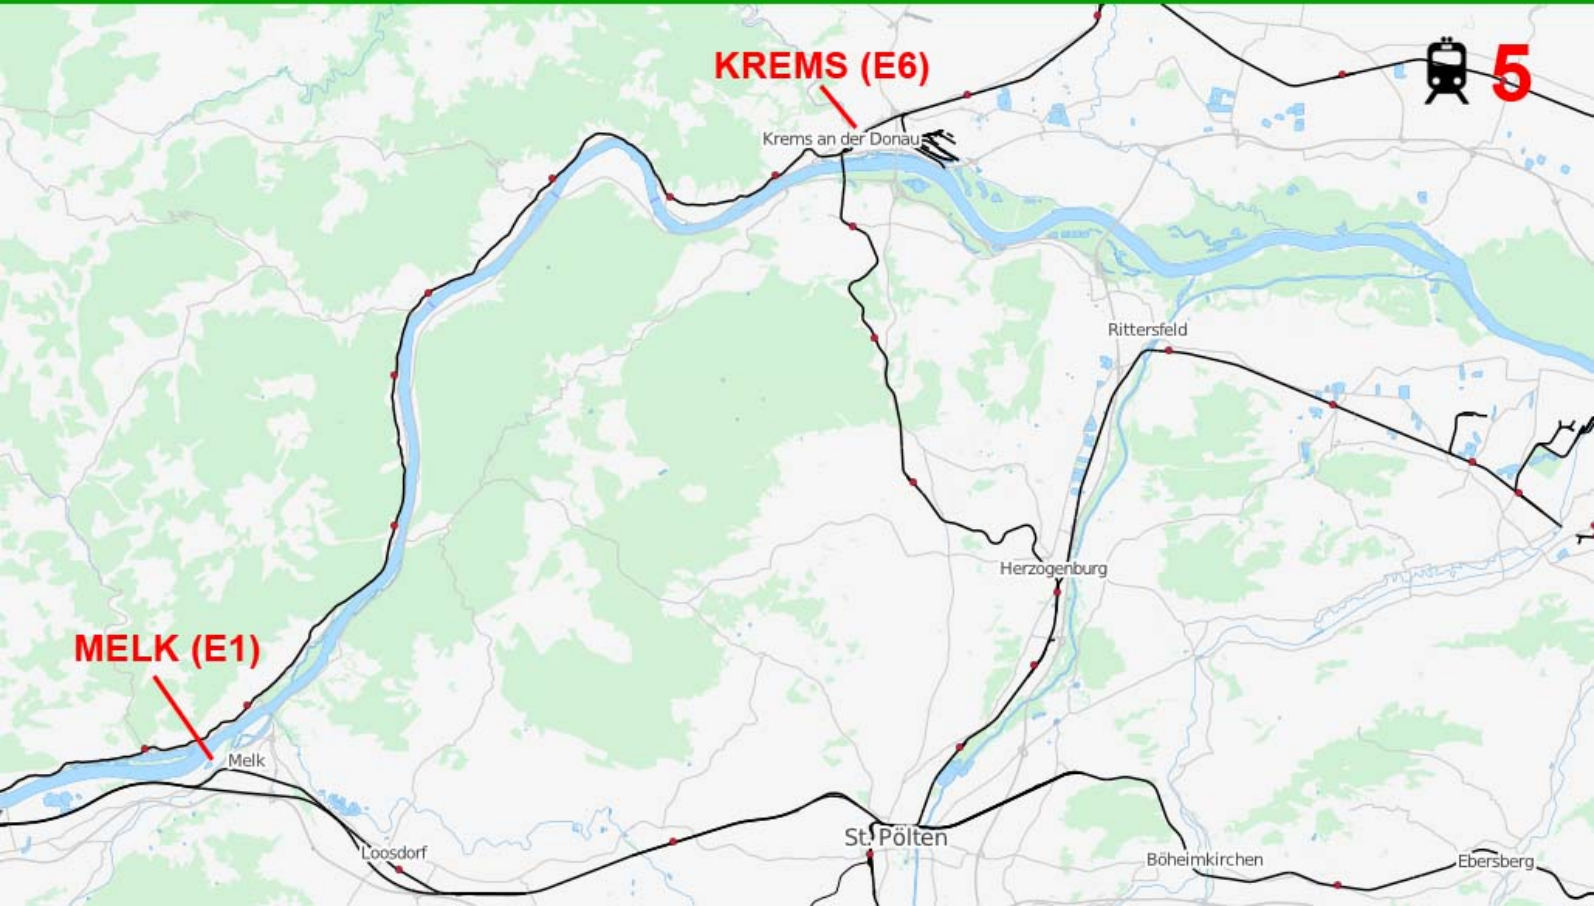 KREMS (E6)
5
Krems an der Donau
Rittersfeld
Herzogenburg
MELK (E1)
Melk
St. Pölten
Loosdorf
Böheimkirchen
Ebersberg